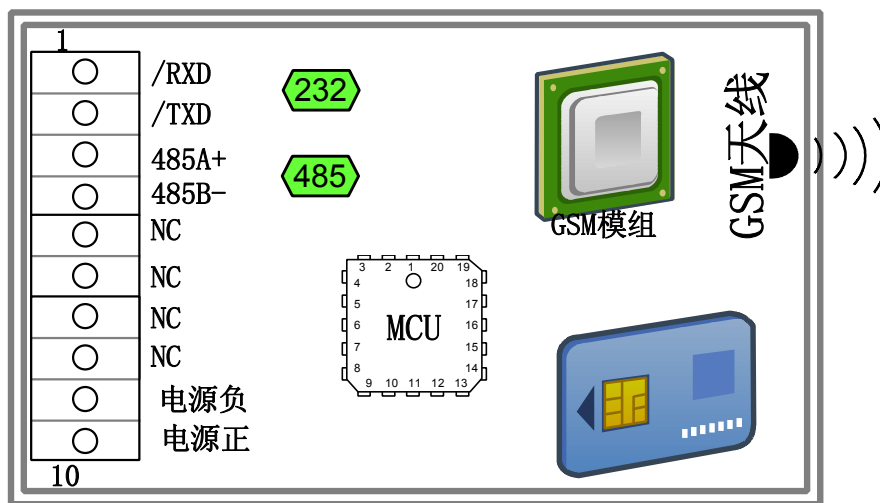 1
/RXD
/TXD
485A+
485B-
NC
NC
NC
NC
电源负
电源正
10
232
485
GSM模组
GSM天线
3 2 1 20 19
4 18
5 17
6 MCU 16
7 15
8 14
9 10 11 12 13